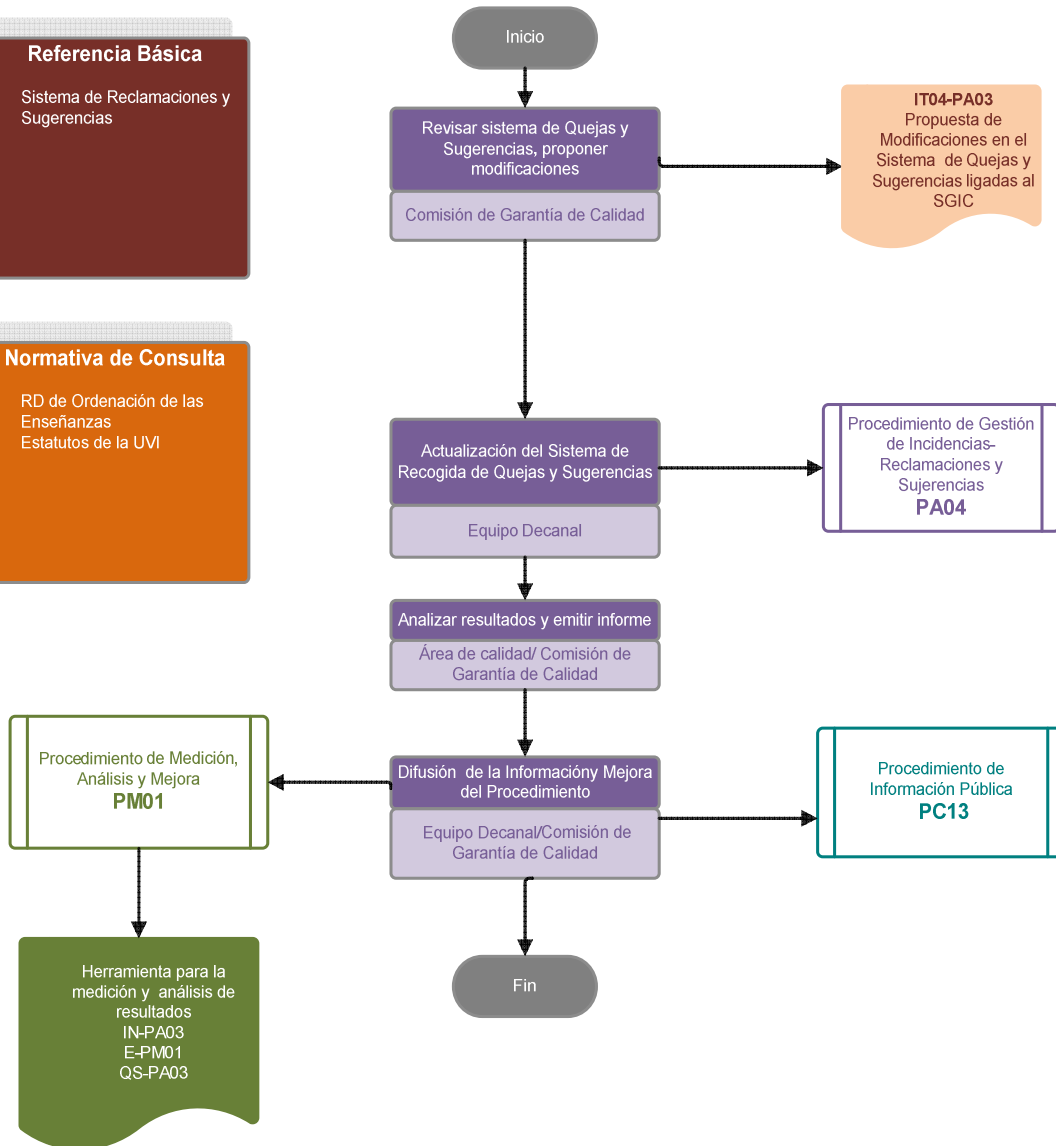 Inicio
Referencia Básica
Sistema de Reclamaciones y
Sugerencias
Revisar sistema de Quejas y
Sugerencias, proponer
modificaciones
Comisión de Garantía de Calidad
IT04-PA03
Propuesta de
Modificaciones en el
Sistema de Quejas y
Sugerencias ligadas al
SGIC
Normativa de Consulta
RD de Ordenación de las
Enseñanzas
Estatutos de la UVI
Actualización del Sistema de
Recogida de Quejas y Sugerencias
Equipo Decanal
Procedimiento de Gestión
de Incidencias-
Reclamaciones y
Sujerencias
PA04
Analizar resultados y emitir informe
Área de calidad/ Comisión de
Garantía de Calidad
Procedimiento de Medición,
Análisis y Mejora
PM01
Difusión de la Informacióny Mejora
del Procedimiento
Equipo Decanal/Comisión de
Garantía de Calidad
Procedimiento de
Información Pública
PC13
Herramienta para la
medición y análisis de
resultados
IN-PA03
E-PM01
QS-PA03
Fin